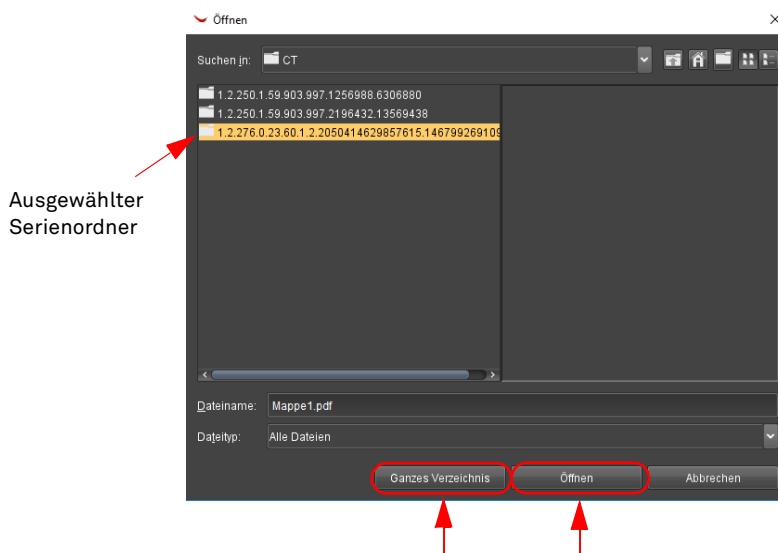 Öffnen
Suchen in: CT
1.2.250.1.59.903.997.1256988.6306880
1.2.250.1.59.903.997.2196432.13569438
1.2.276.0.23.60.1.2.2050414629857615.146799269109
Ausgewählter
Serienordner
Dateiname: Mappe1.pdf
Dateityp: Alle Dateien
Ganzes Verzeichnis Öffnen Abbrechen